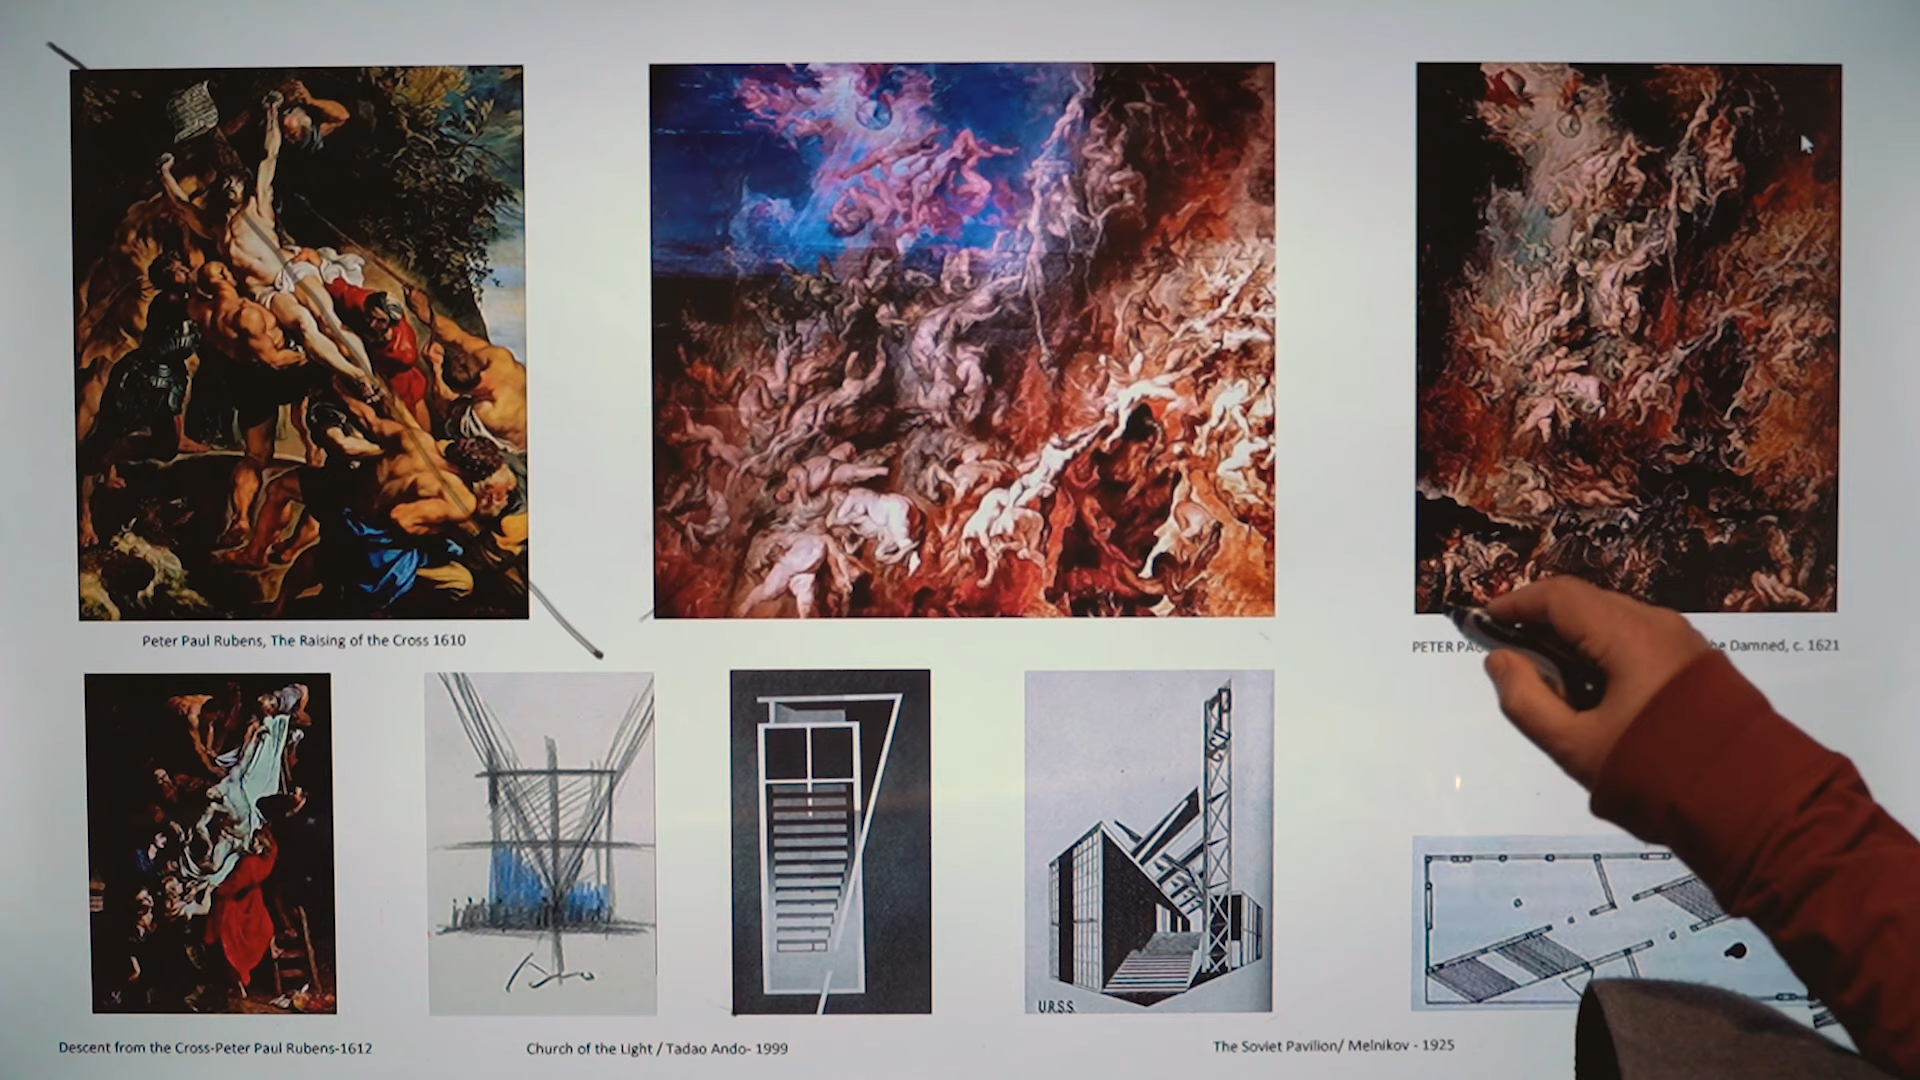 Peter Paul Rubens, The Raising of the Cross 1610
PETER PAU he Damned, c. 1621
U.R.S.S.
Descent from the Cross-Peter Paul Rubens-1612
Church of the Light / Tadao Ando- 1999
The Soviet Pavilion/ Melnikov - 1925